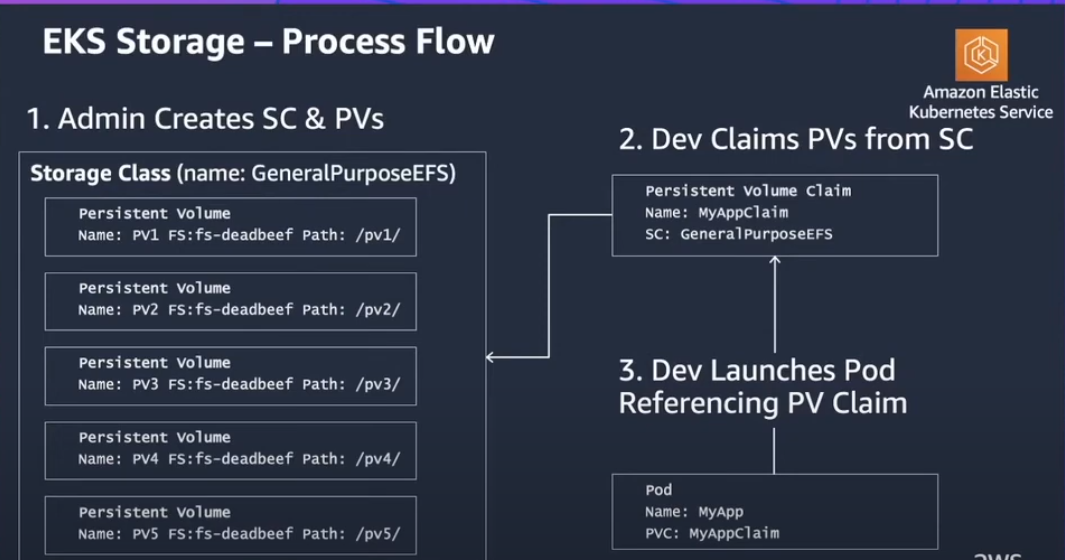 EKS Storage – Process Flow
Amazon Elastic
Kubernetes Service
1. Admin Creates SC & PVs
Storage Class (name: GeneralPurposeEFS)
Persistent Volume
Name: PV1 FS:fs-deadbeef Path: /pv1/
Persistent Volume
Name: PV2 FS:fs-deadbeef Path: /pv2/
Persistent Volume
Name: PV3 FS:fs-deadbeef Path: /pv3/
Persistent Volume
Name: PV4 FS:fs-deadbeef Path: /pv4/
Persistent Volume
Name: PV5 FS:fs-deadbeef Path: /pv5/
2. Dev Claims PVs from SC
Persistent Volume Claim
Name: MyAppClaim
SC: GeneralPurposeEFS
3. Dev Launches Pod
Referencing PV Claim
Pod
Name: MyApp
PVC: MyAppClaim
aws